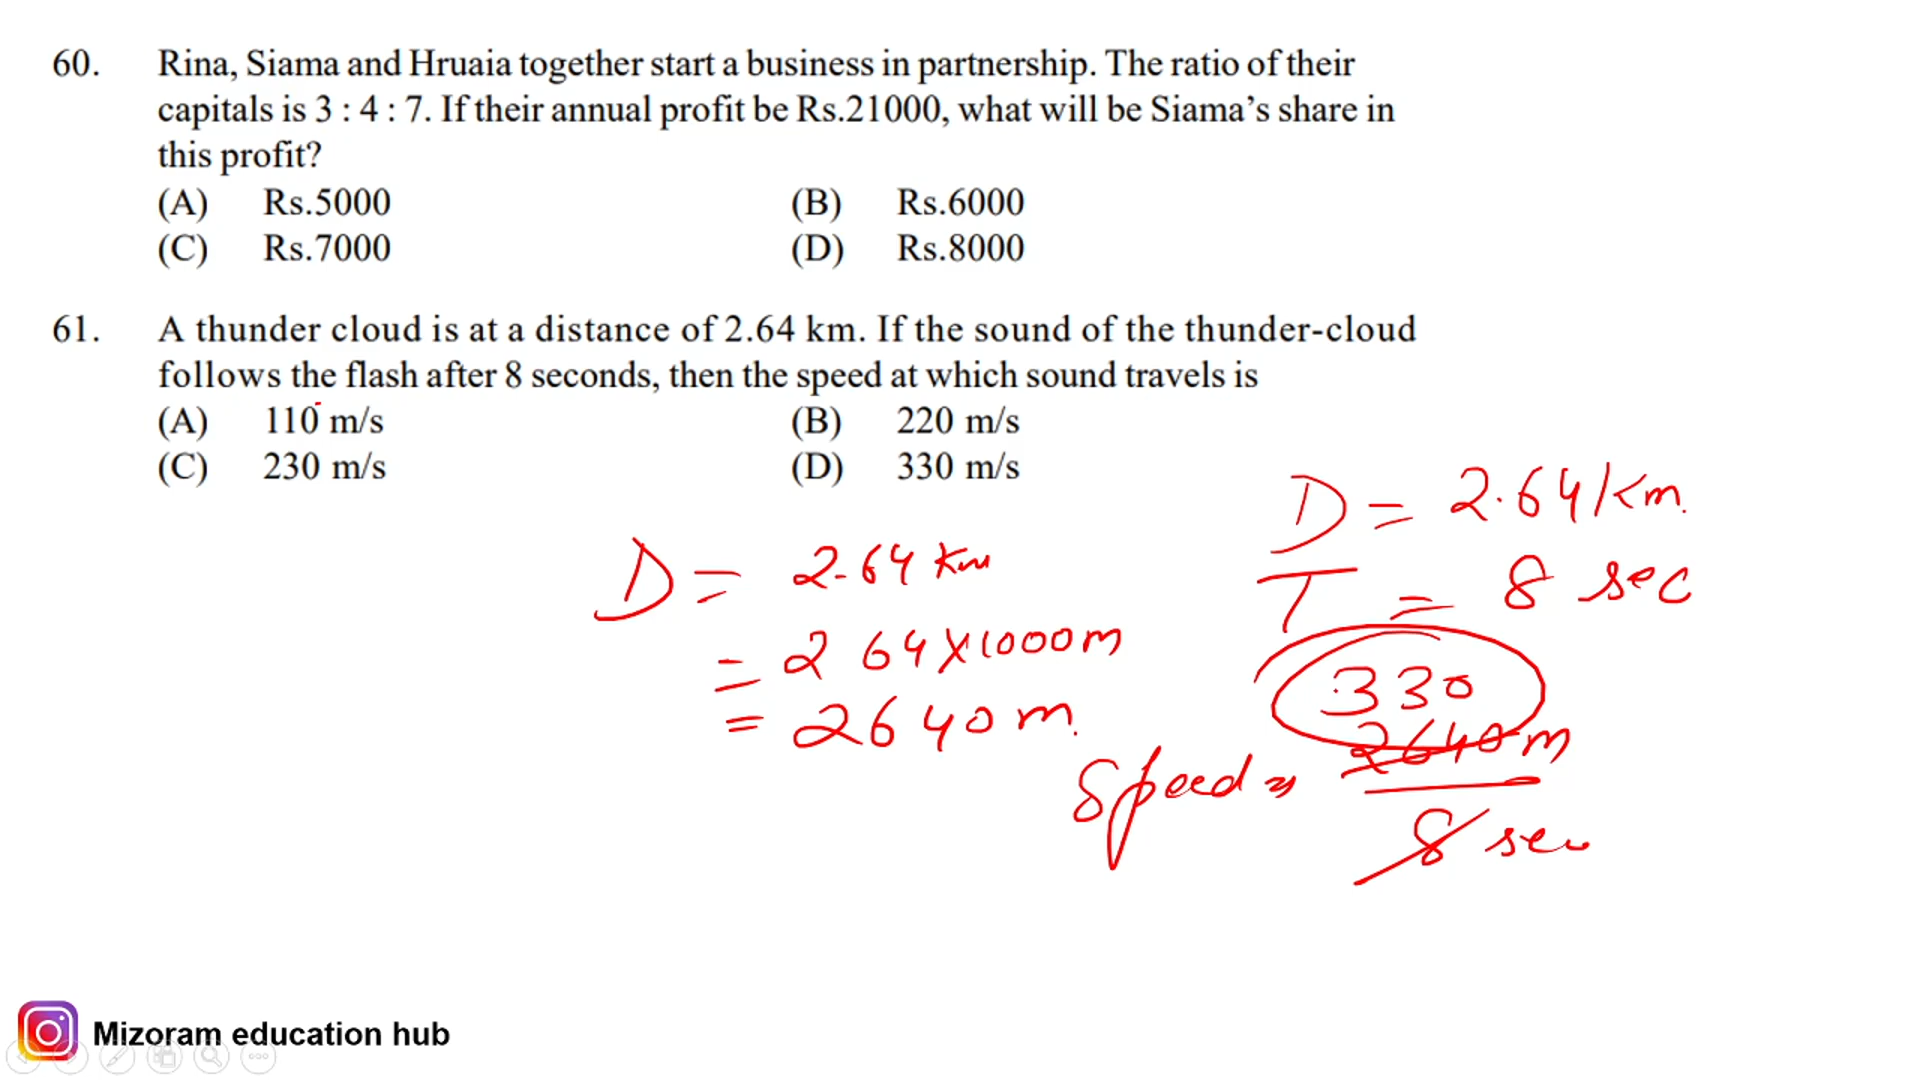 60. Rina, Siama and Hruaia together start a business in partnership. The ratio of their
capitals is 3 : 4 : 7. If their annual profit be Rs.21000, what will be Siama’s share in
this profit?
(A) Rs.5000 (B) Rs.6000
(C) Rs.7000 (D) Rs.8000
61. A thunder cloud is at a distance of 2.64 km. If the sound of the thunder-cloud
follows the flash after 8 seconds, then the speed at which sound travels is
(A) 110 m/s (B) 220 m/s
(C) 230 m/s (D) 330 m/s
D = 2.64 km
= 2 64 x 1000 m
= 2640 m.
D = 2.64 km.
T = 8 sec
330
Speed = 2640 m
8 sec
Mizoram education hub